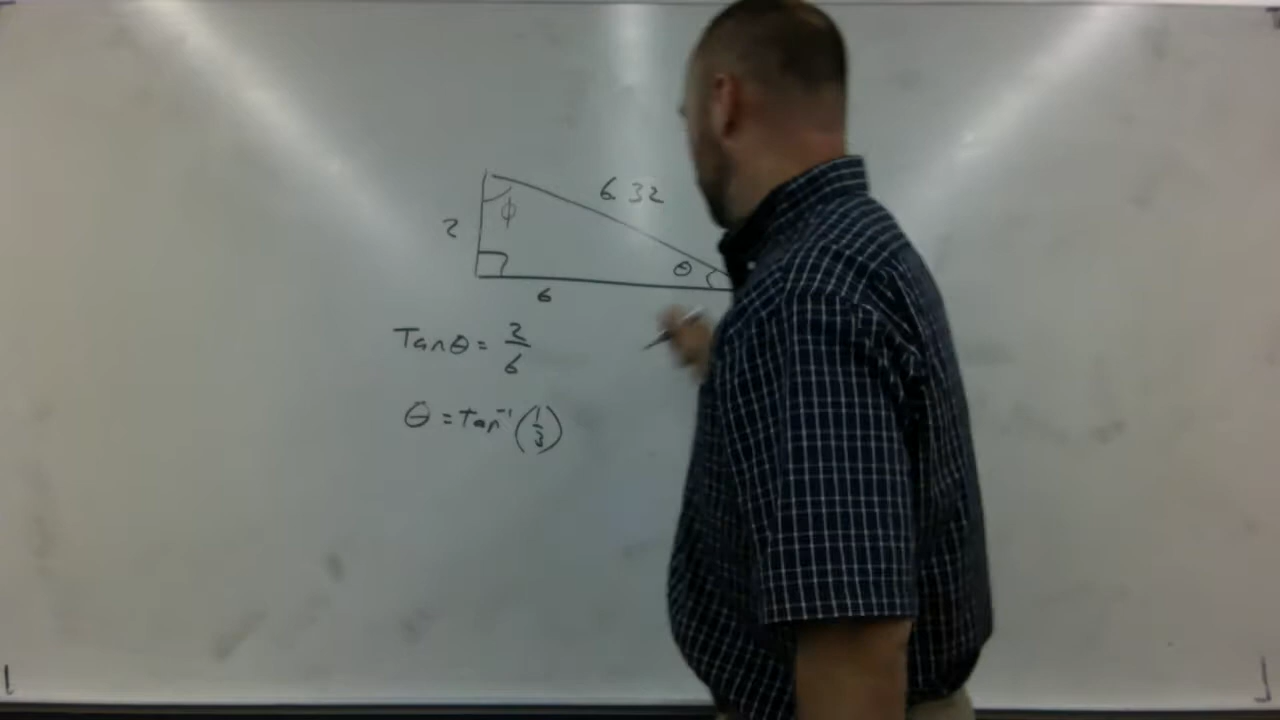 6.32
ϕ
2
θ
6
Tanθ = 2/6
θ = tan⁻¹(1/3)